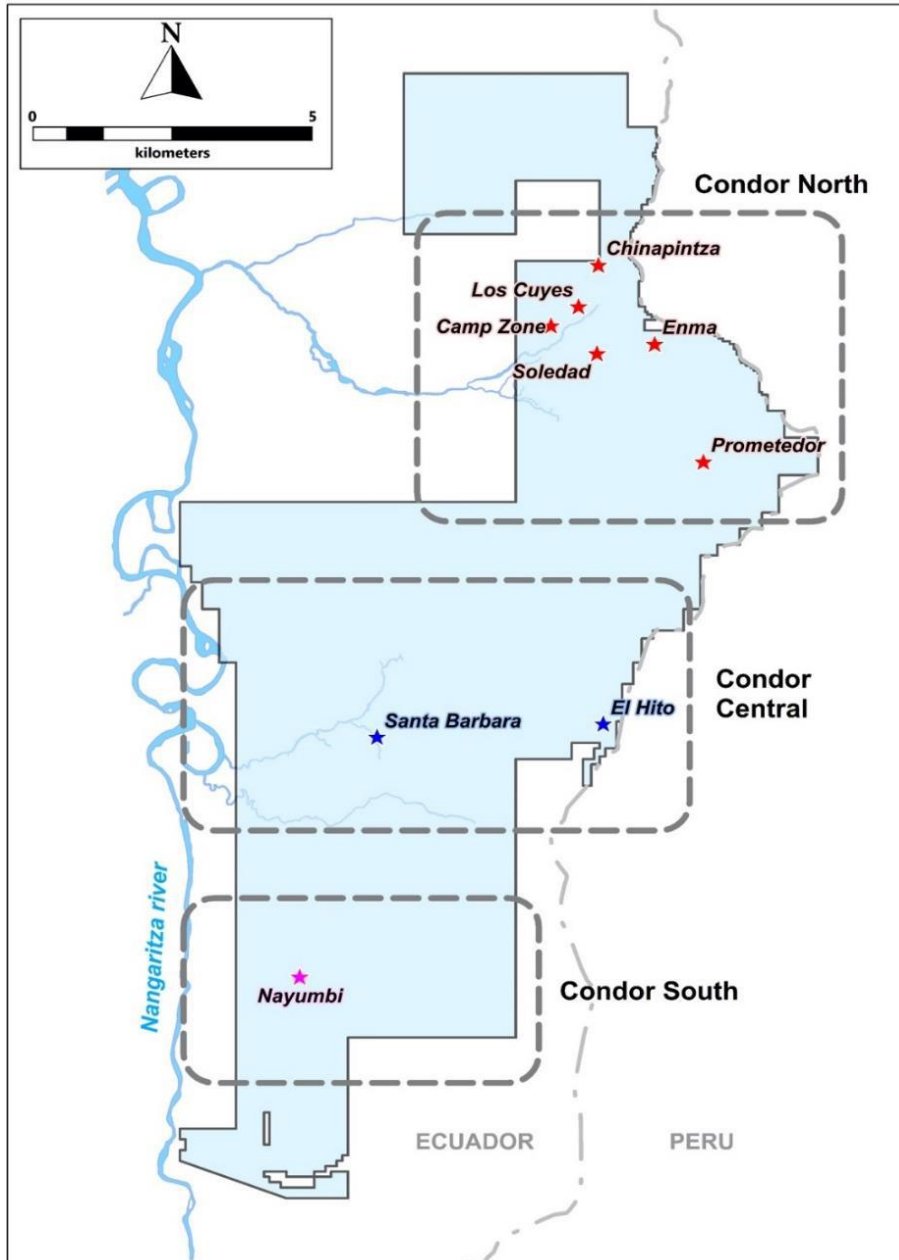 N
0 5
kilometers
Condor North
Chinapintza
Los Cuyes
Camp Zone
Enma
Soledad
Prometedor
Condor
Central
El Hito
Santa Barbara
Nangaritza river
Condor South
Nayumbi
ECUADOR
PERU